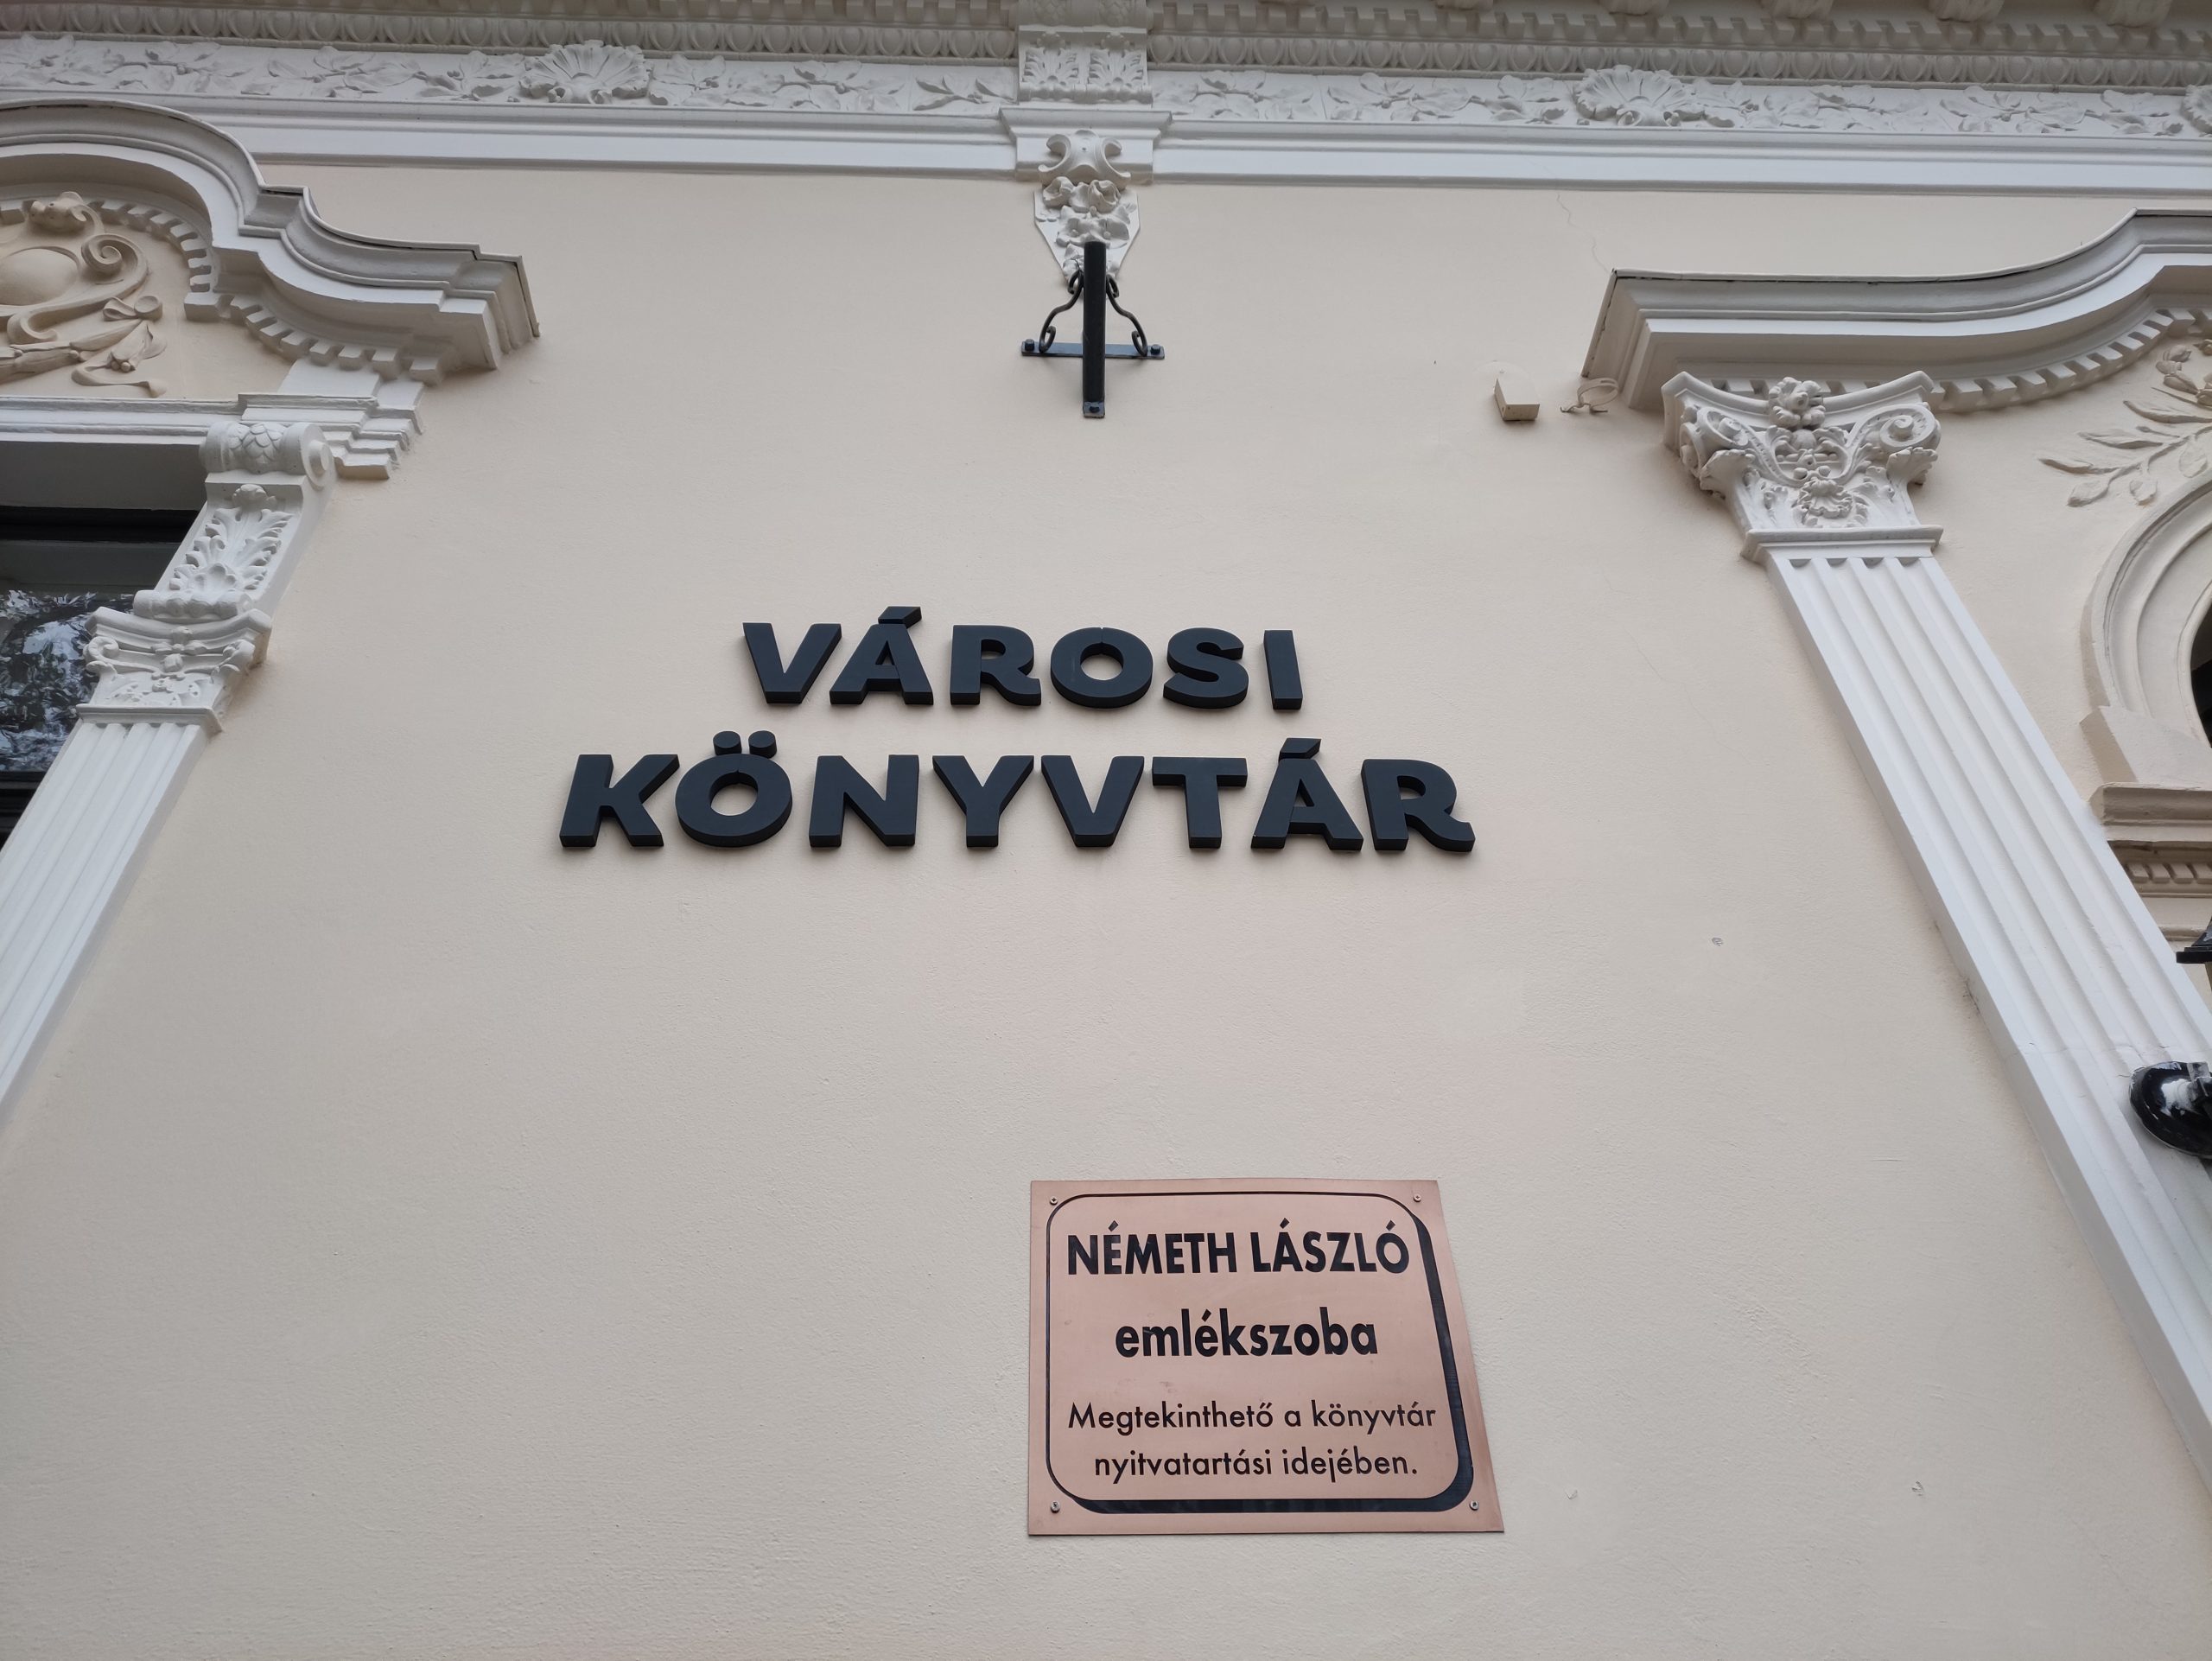 VÁROSI
KÖNYVTÁR
NÉMETH LÁSZLÓ
emlékszoba
Megtekinthető a könyvtár
nyitvatartási idejében.